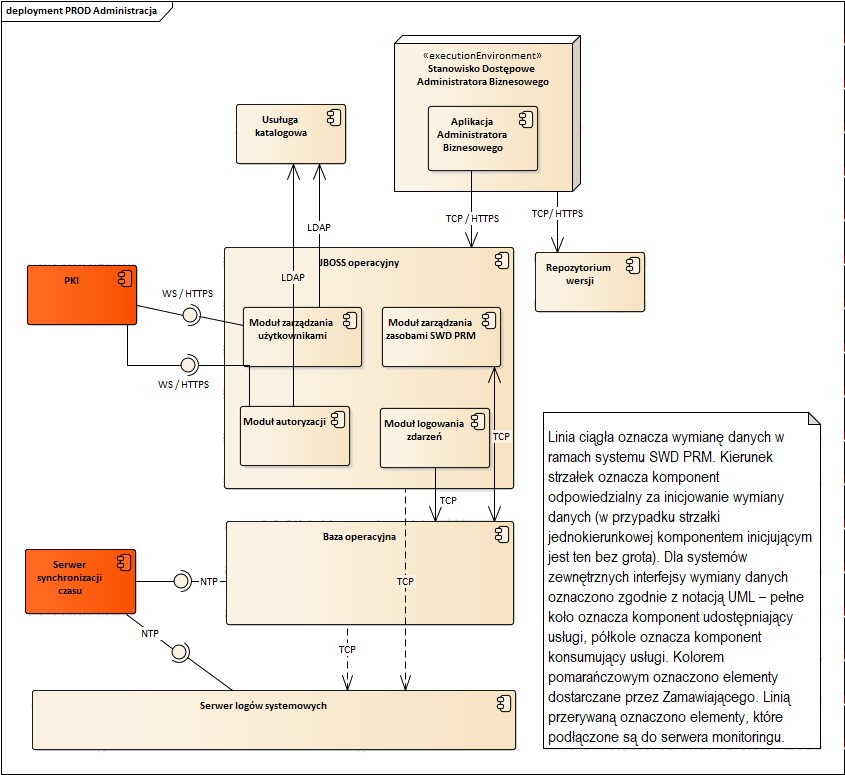 deployment PROD Administracja
«executionEnvironment»
Stanowisko Dostępowe
Administratora Biznesowego
Aplikacja
Administratora
Biznesowego
Usuługa
katalogowa
TCP / HTTPS
TCP/ HTTPS
LDAP
LDAP
JBOSS operacyjny
Repozytorium
wersji
PKI
WS / HTTPS
Moduł zarządzania
użytkownikami
Moduł zarządzania
zasobami SWD PRM
WS / HTTPS
Moduł autoryzacji
Moduł logowania
zdarzeń
TCP
TCP
Baza operacyjna
Serwer
synchronizacji
czasu
NTP
TCP
NTP
TCP
Serwer logów systemowych
Linia ciągła oznacza wymianę danych w
ramach systemu SWD PRM. Kierunek
strzałek oznacza komponent
odpowiedzialny za inicjowanie wymiany
danych (w przypadku strzałki
jednokierunkowej komponentem inicjującym
jest ten bez grota). Dla systemów
zewnętrznych interfejsy wymiany danych
oznaczono zgodnie z notacją UML – pełne
koło oznacza komponent udostępniający
usługi, półkole oznacza komponent
konsumujący usługi. Kolorem
pomarańczowym oznaczono elementy
dostarczane przez Zamawiającego. Linią
przerywaną oznaczono elementy, które
podłączone są do serwera monitoringu.